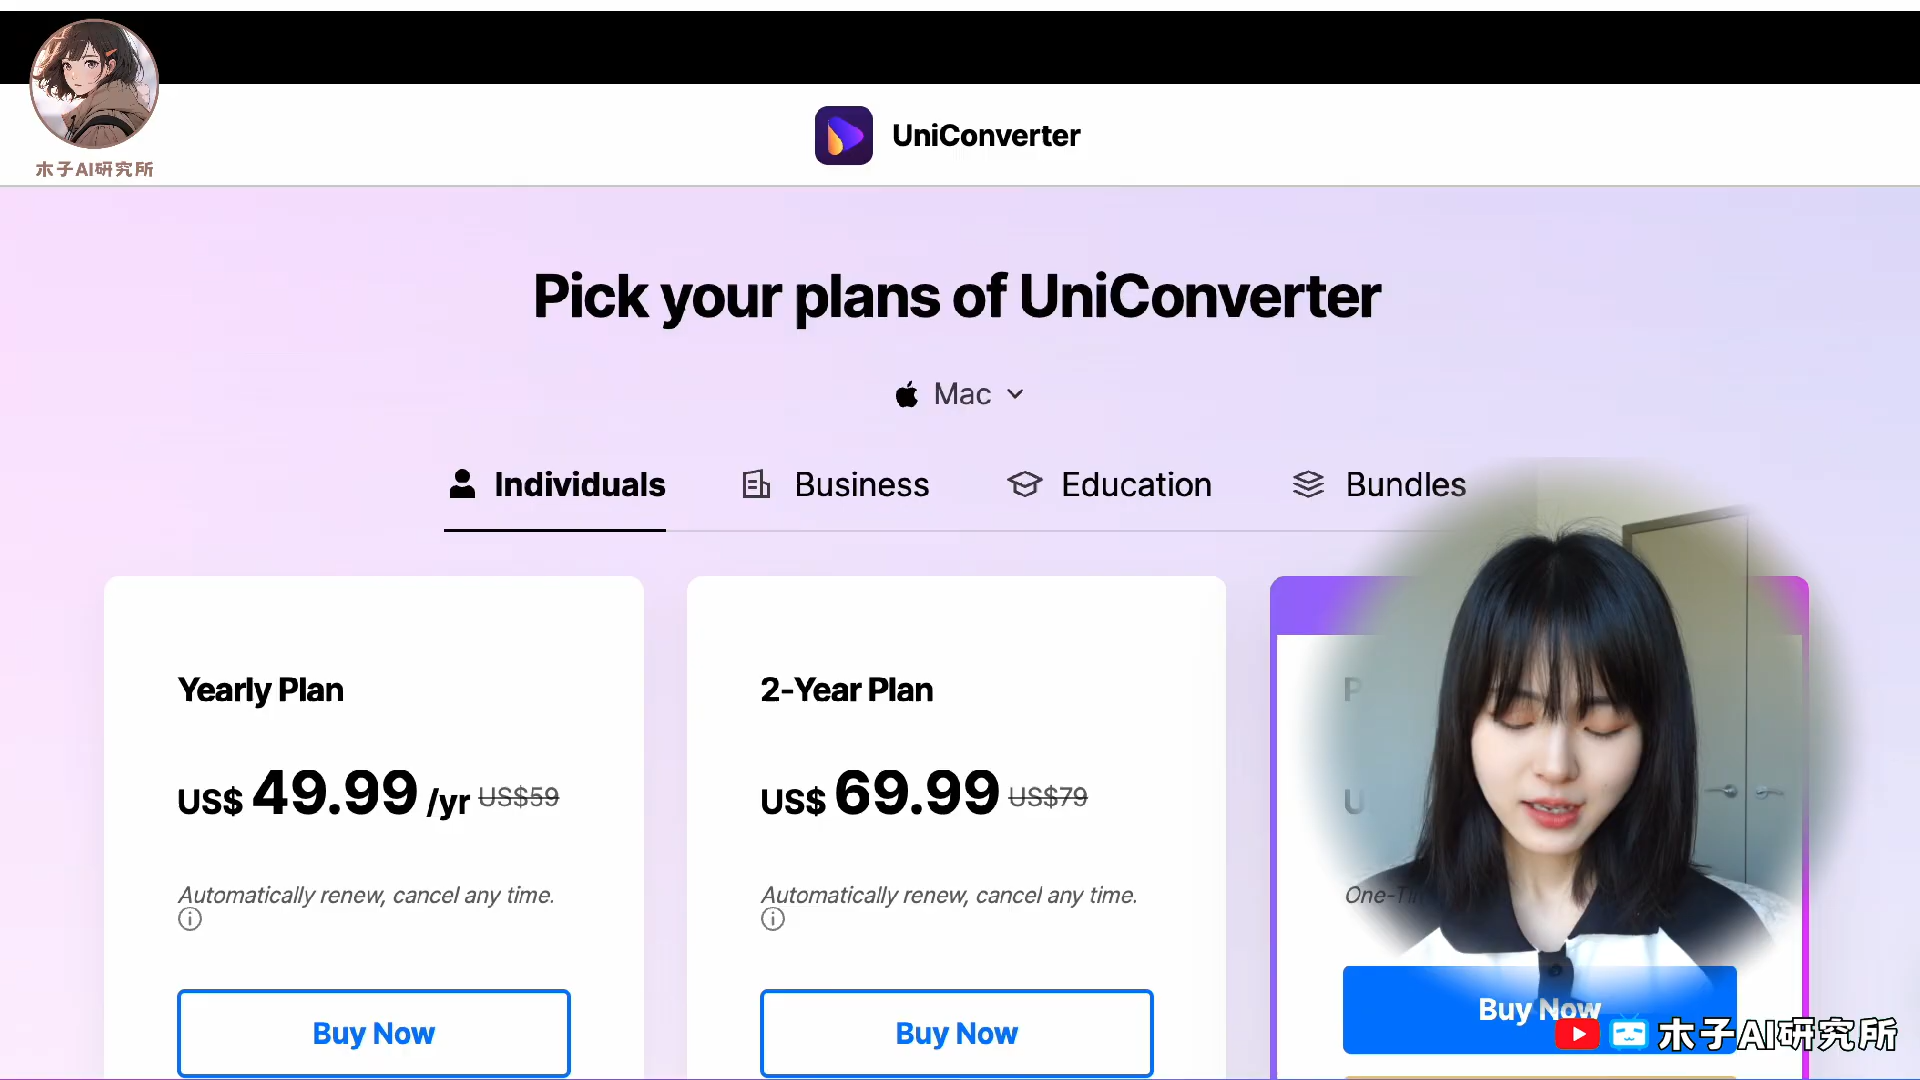 木子AI研究所
UniConverter
Pick your plans of UniConverter
Mac
Individuals
Business
Education
Bundles
Yearly Plan
US$ 49.99 /yr US$59
Automatically renew, cancel any time.
Buy Now
2-Year Plan
US$ 69.99 US$79
Automatically renew, cancel any time.
Buy Now
P
U
Buy Now
木子AI研究所